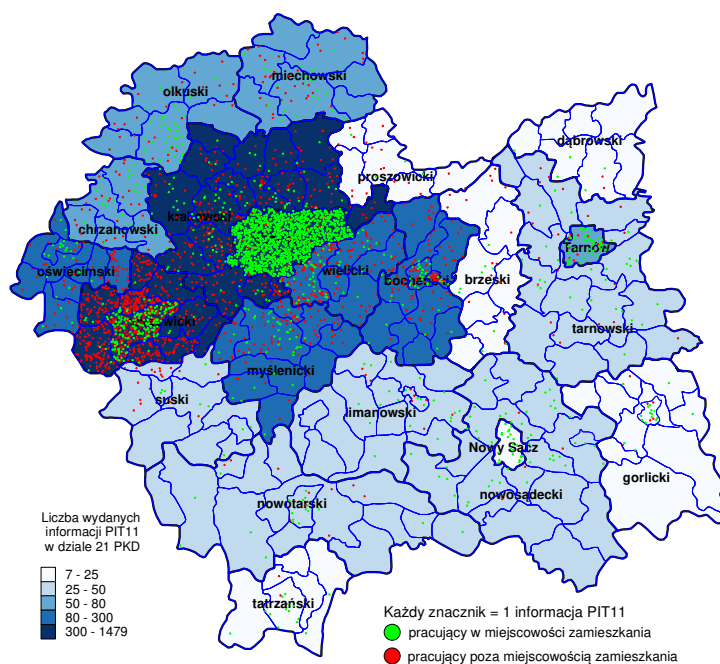 miechowski
olkuski
dąbrowski
proszowicki
krakowski
chrzanowski
Tarnów
oświęcimski
wielicki
bocheński
brzeski
wicki
tarnowski
myślenicki
suski
imanowski
Nowy Sącz
gorlicki
nowosądecki
nowotarski
tatrzański
Liczba wydanych
informacji PIT11
w dziale 21 PKD
7 - 25
25 - 50
50 - 80
80 - 300
300 - 1479
Każdy znacznik = 1 informacja PIT11
pracujący w miejscowości zamieszkania
pracujący poza miejscowością zamieszkania